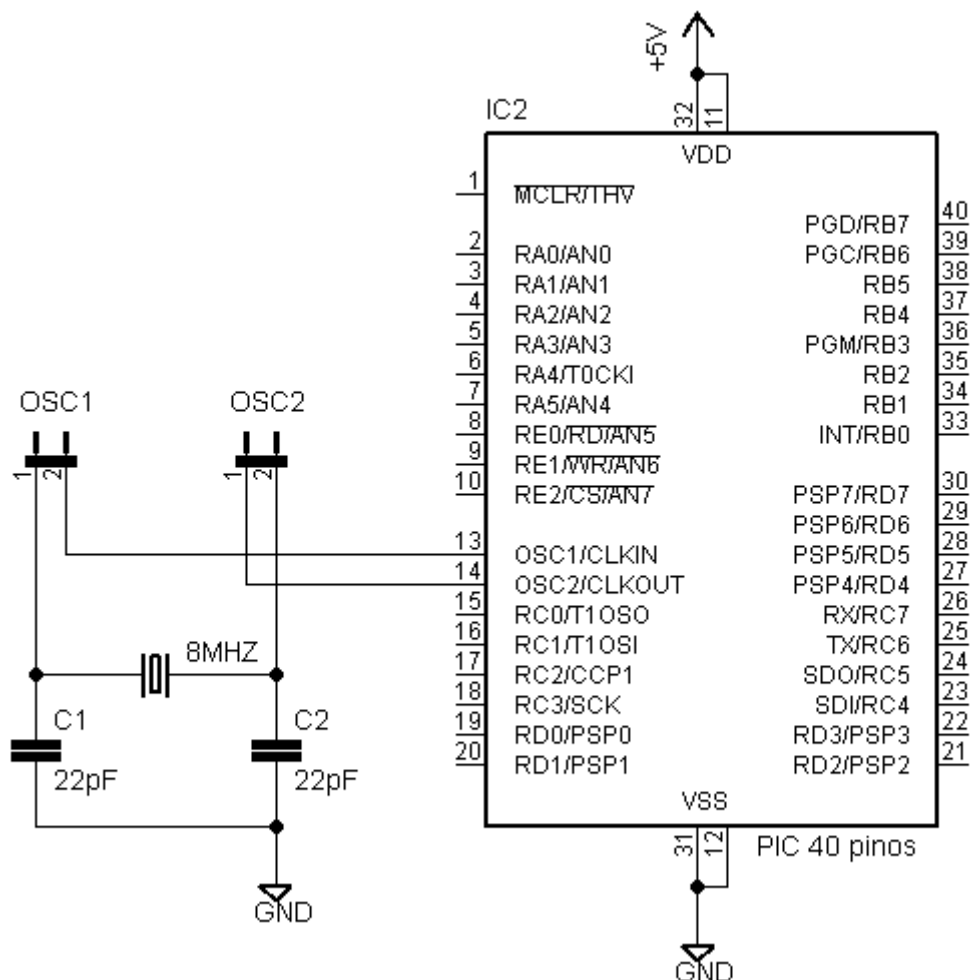 +5V
IC2
32
11
VDD
1
MCLR/THV
PGD/RB7
40
2
RA0/AN0
PGC/RB6
39
3
RA1/AN1
RB5
38
4
RA2/AN2
RB4
37
5
RA3/AN3
PGM/RB3
36
6
RA4/T0CKI
RB2
35
7
RA5/AN4
RB1
34
8
RE0/RD/AN5
INT/RB0
33
9
RE1/WR/AN6
10
RE2/CS/AN7
PSP7/RD7
30
PSP6/RD6
29
13
OSC1/CLKIN
PSP5/RD5
28
14
OSC2/CLKOUT
PSP4/RD4
27
15
RC0/T1OSO
RX/RC7
26
16
RC1/T1OSI
TX/RC6
25
17
RC2/CCP1
SDO/RC5
24
18
RC3/SCK
SDI/RC4
23
19
RD0/PSP0
RD3/PSP3
22
20
RD1/PSP1
RD2/PSP2
21
VSS
31
12
PIC 40 pinos
GND
OSC1
1
2
OSC2
1
2
8MHZ
C1
22pF
C2
22pF
GND